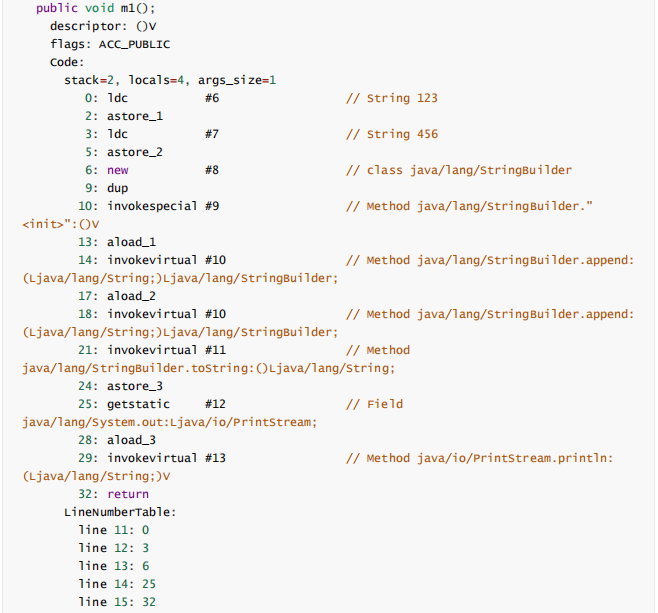 public void m1();
descriptor: ()V
flags: ACC_PUBLIC
Code:
stack=2, locals=4, args_size=1
0: ldc #6 // String 123
2: astore_1
3: ldc #7 // String 456
5: astore_2
6: new #8 // class java/lang/StringBuilder
9: dup
10: invokespecial #9 // Method java/lang/StringBuilder."
<init>":()V
13: aload_1
14: invokevirtual #10 // Method java/lang/StringBuilder.append:
(Ljava/lang/String;)Ljava/lang/StringBuilder;
17: aload_2
18: invokevirtual #10 // Method java/lang/StringBuilder.append:
(Ljava/lang/String;)Ljava/lang/StringBuilder;
21: invokevirtual #11 // Method
java/lang/StringBuilder.toString:()Ljava/lang/String;
24: astore_3
25: getstatic #12 // Field
java/lang/System.out:Ljava/io/PrintStream;
28: aload_3
29: invokevirtual #13 // Method java/io/PrintStream.println:
(Ljava/lang/String;)V
32: return
LineNumberTable:
line 11: 0
line 12: 3
line 13: 6
line 14: 25
line 15: 32